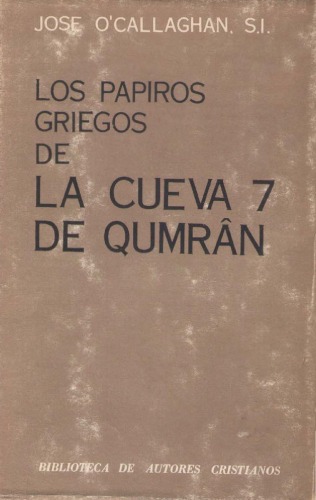 JOSE O'CALLAGHAN, S.I.
LOS PAPIROS
GRIEGOS
DE
LA CUEVA 7
DE QUMRÂN
BIBLIOTECA DE AUTORES CRISTIANOS